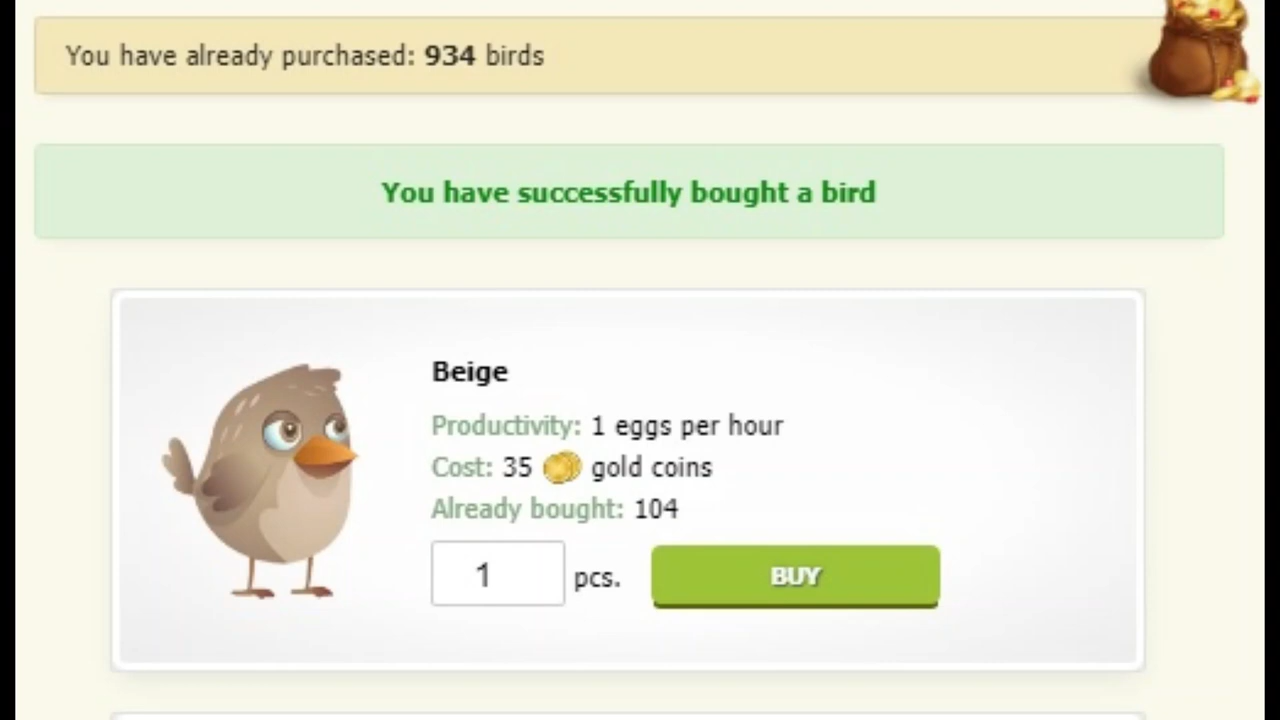 You have already purchased: 934 birds
You have successfully bought a bird
Beige
Productivity: 1 eggs per hour
Cost: 35 gold coins
Already bought: 104
1 pcs. BUY